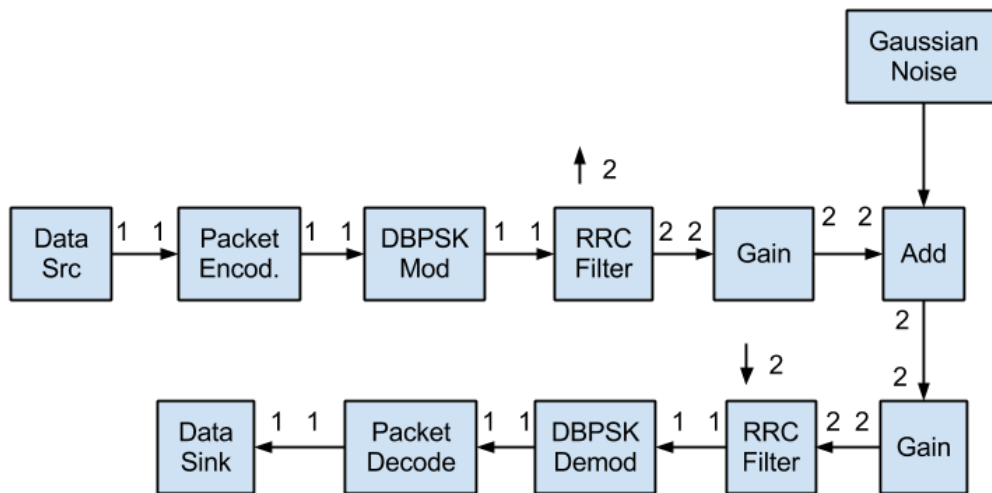 Gaussian
Noise
2
Data
Src
1 1
Packet
Encod.
1 1
DBPSK
Mod
1 1
RRC
Filter
2 2
Gain
2 2
Add
2
2
2
Data
Sink
1 1
Packet
Decode
1 1
DBPSK
Demod
1 1
RRC
Filter
2 2
Gain